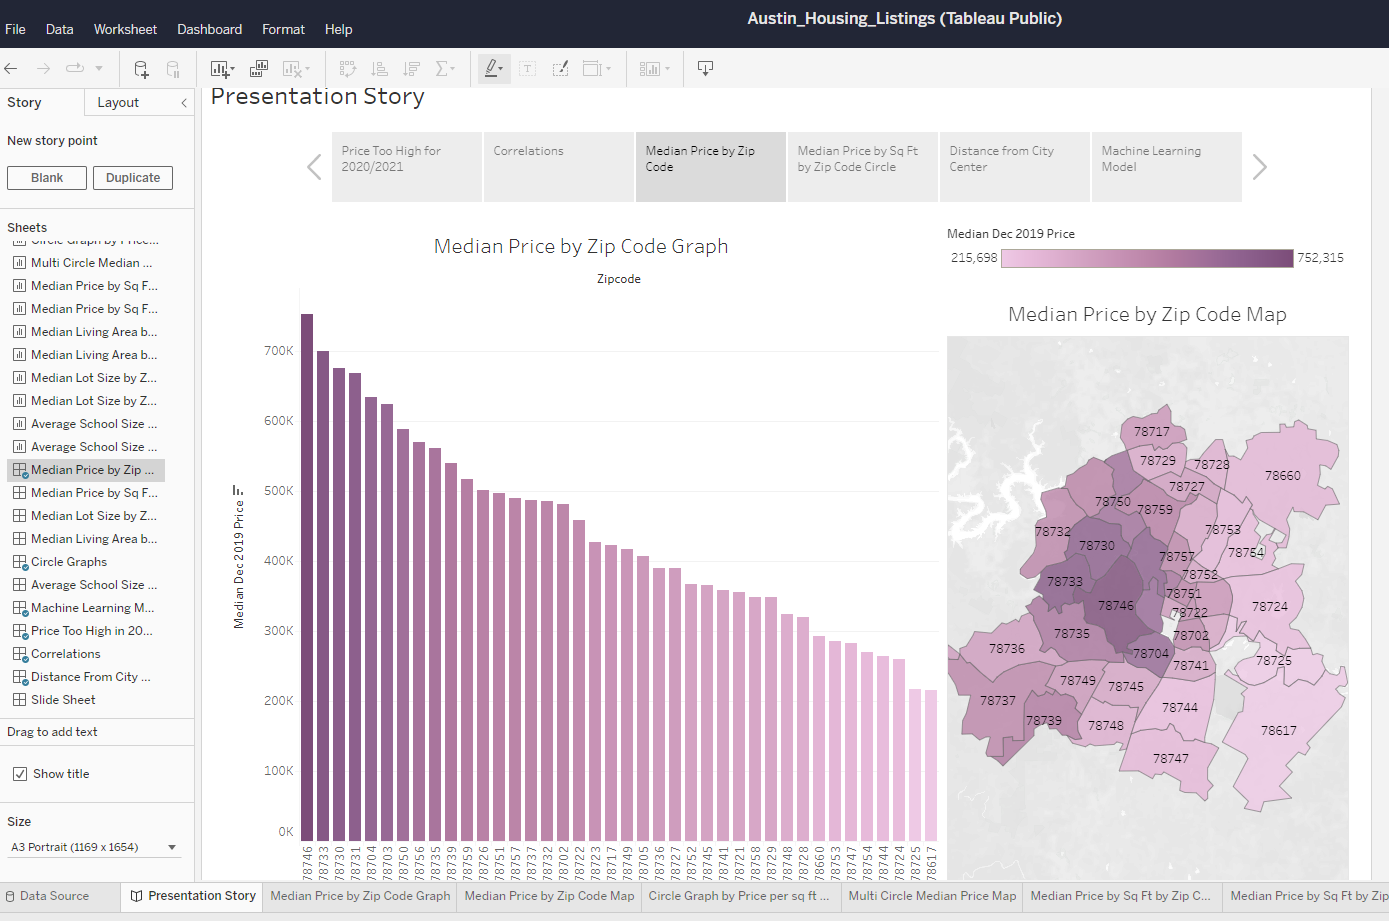 Austin_Housing_Listings (Tableau Public)
File Data Worksheet Dashboard Format Help
Story Layout
Presentation Story
New story point
Blank Duplicate
Price Too High for
2020/2021
Correlations
Median Price by Zip
Code
Median Price by Sq Ft
by Zip Code Circle
Distance from City
Center
Machine Learning
Model
Sheets
Circle Graph by Price...
Multi Circle Median ...
Median Price by Sq F...
Median Price by Sq F...
Median Living Area b...
Median Living Area b...
Median Lot Size by Z...
Median Lot Size by Z...
Average School Size ...
Average School Size ...
Median Price by Zip ...
Median Price by Sq F...
Median Lot Size by Z...
Median Living Area b...
Circle Graphs
Average School Size ...
Machine Learning M...
Price Too High in 20...
Correlations
Distance From City ...
Slide Sheet
Drag to add text
Show title
Size
A3 Portrait (1169 x 1654)
Median Price by Zip Code Graph
Zipcode
Median Dec 2019 Price
700K
600K
500K
400K
300K
200K
100K
0K
78746
78733
78730
78731
78704
78703
78750
78756
78735
78739
78759
78726
78751
78757
78737
78732
78702
78722
78723
78717
78749
78705
78736
78727
78752
78745
78741
78721
78758
78729
78748
78728
78660
78753
78747
78754
78744
78724
78725
78617
Median Dec 2019 Price
215,698 752,315
Median Price by Zip Code Map
78717
78729
78728
78660
78727
78750
78759
78732
78753
78730
78754
78757
78752
78733
78751
78746
78724
78722
78735
78702
78736
78704
78725
78741
78749
78745
78737
78744
78739
78748
78617
78747
Data Source Presentation Story Median Price by Zip Code Graph Median Price by Zip Code Map Circle Graph by Price per sq ft ... Multi Circle Median Price Map Median Price by Sq Ft by Zip C... Median Price by Sq Ft by Zip